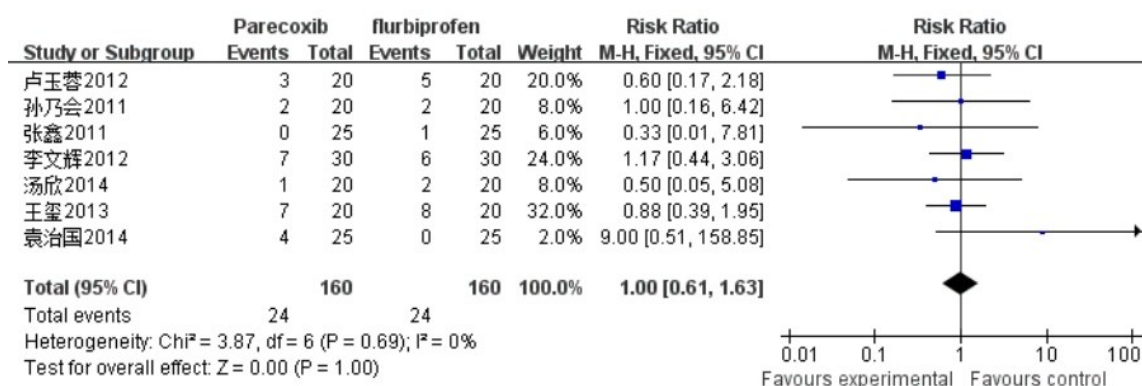 Parecoxib flurbiprofen Risk Ratio Risk Ratio
Study or Subgroup Events Total Events Total Weight M-H, Fixed, 95% CI M-H, Fixed, 95% CI
卢玉蓉2012 3 20 5 20 20.0% 0.60 [0.17, 2.18]
孙乃会2011 2 20 2 20 8.0% 1.00 [0.16, 6.42]
张鑫2011 0 25 1 25 6.0% 0.33 [0.01, 7.81]
李文辉2012 7 30 6 30 24.0% 1.17 [0.44, 3.06]
汤欣2014 1 20 2 20 8.0% 0.50 [0.05, 5.08]
王玺2013 7 20 8 20 32.0% 0.88 [0.39, 1.95]
袁治国2014 4 25 0 25 2.0% 9.00 [0.51, 158.85]
Total (95% CI) 160 160 100.0% 1.00 [0.61, 1.63]
Total events 24 24
Heterogeneity: Chi² = 3.87, df = 6 (P = 0.69); I² = 0%
Test for overall effect: Z = 0.00 (P = 1.00)
0.01 0.1 1 10 100
Favours experimental Favours control